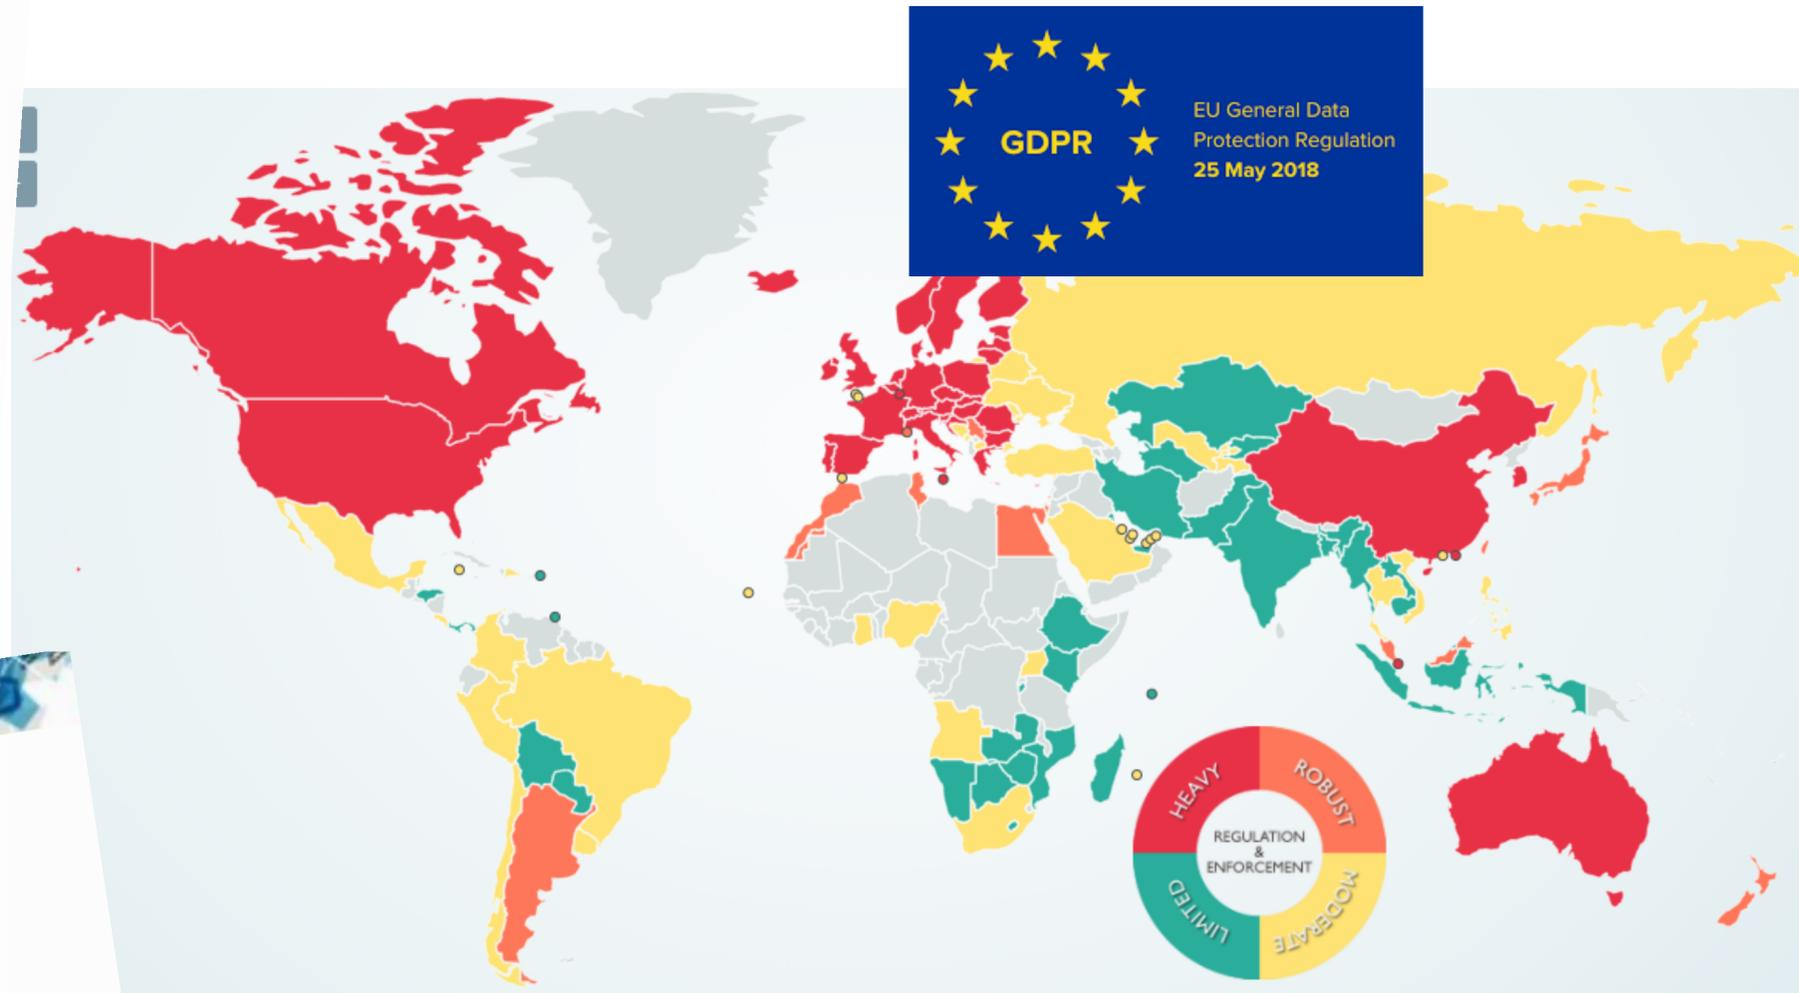 GDPR
EU General Data
Protection Regulation
25 May 2018
HEAVY
ROBUST
REGULATION
&
ENFORCEMENT
LIMITED
MODERATE